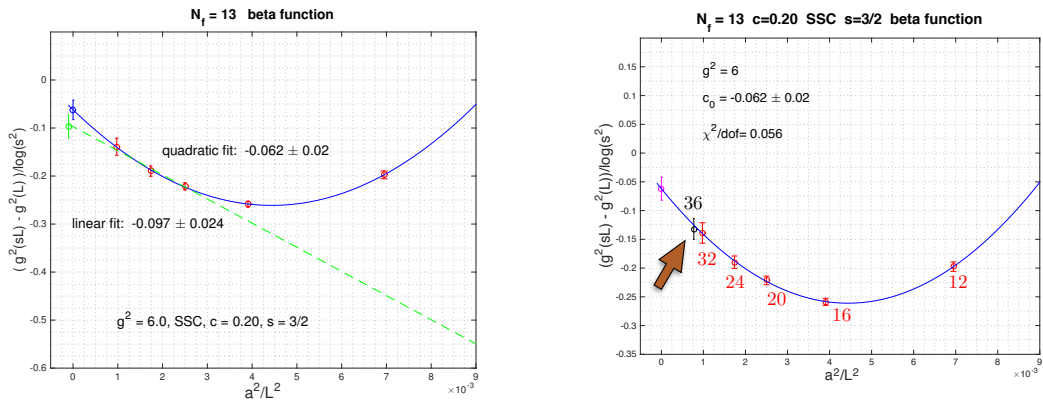 N_f = 13 beta function
( g^2(sL) - g^2(L) )/log(s^2)
0
-0.1
-0.2
-0.3
-0.4
-0.5
-0.6
quadratic fit: -0.062 ± 0.02
linear fit: -0.097 ± 0.024
g^2 = 6.0, SSC, c = 0.20, s = 3/2
0 1 2 3 4 5 6 7 8 9
×10^-3
a^2/L^2
N_f = 13 c=0.20 SSC s=3/2 beta function
(g^2(sL) - g^2(L))/log(s^2)
0.15
0.1
0.05
0
-0.05
-0.1
-0.15
-0.2
-0.25
-0.3
-0.35
g^2 = 6
c_0 = -0.062 ± 0.02
χ^2/dof= 0.056
36
32
24
20
16
12
0 1 2 3 4 5 6 7 8 9
×10^-3
a^2/L^2